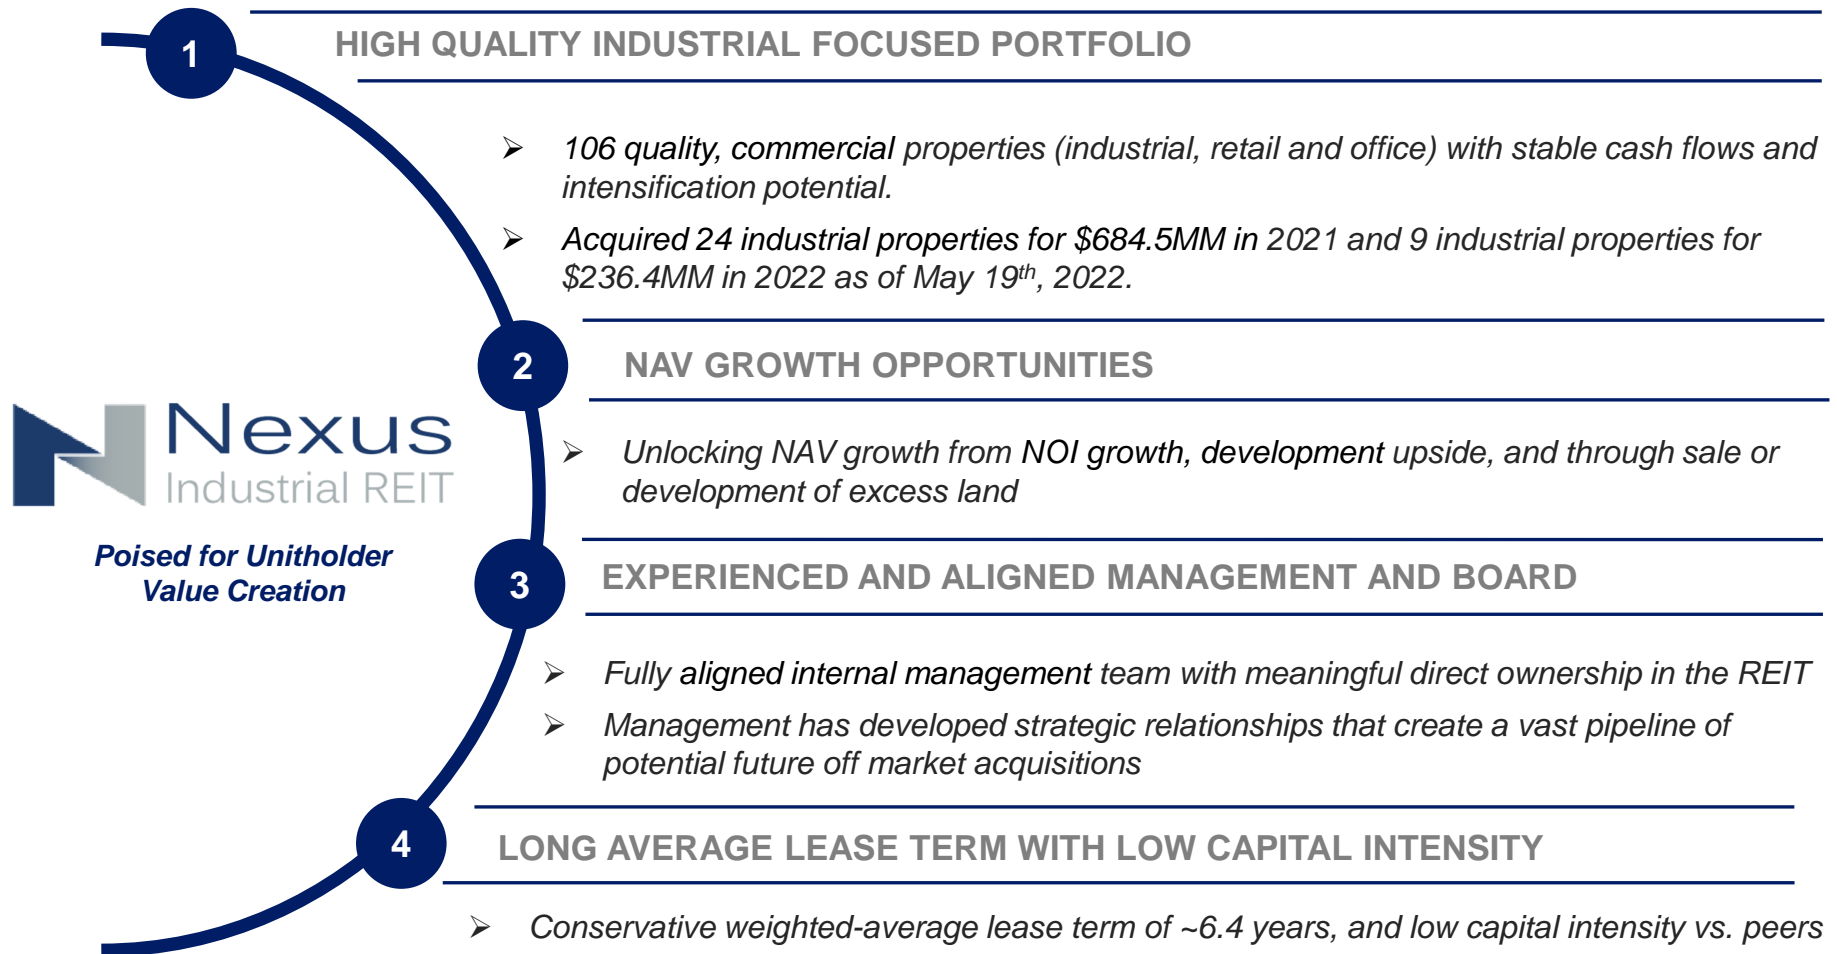 1
HIGH QUALITY INDUSTRIAL FOCUSED PORTFOLIO
➢ 106 quality, commercial properties (industrial, retail and office) with stable cash flows and
intensification potential.
➢ Acquired 24 industrial properties for $684.5MM in 2021 and 9 industrial properties for
$236.4MM in 2022 as of May 19th, 2022.
2
NAV GROWTH OPPORTUNITIES
➢ Unlocking NAV growth from NOI growth, development upside, and through sale or
development of excess land
Nexus
Industrial REIT
Poised for Unitholder
Value Creation
3
EXPERIENCED AND ALIGNED MANAGEMENT AND BOARD
➢ Fully aligned internal management team with meaningful direct ownership in the REIT
➢ Management has developed strategic relationships that create a vast pipeline of
potential future off market acquisitions
4
LONG AVERAGE LEASE TERM WITH LOW CAPITAL INTENSITY
➢ Conservative weighted-average lease term of ~6.4 years, and low capital intensity vs. peers